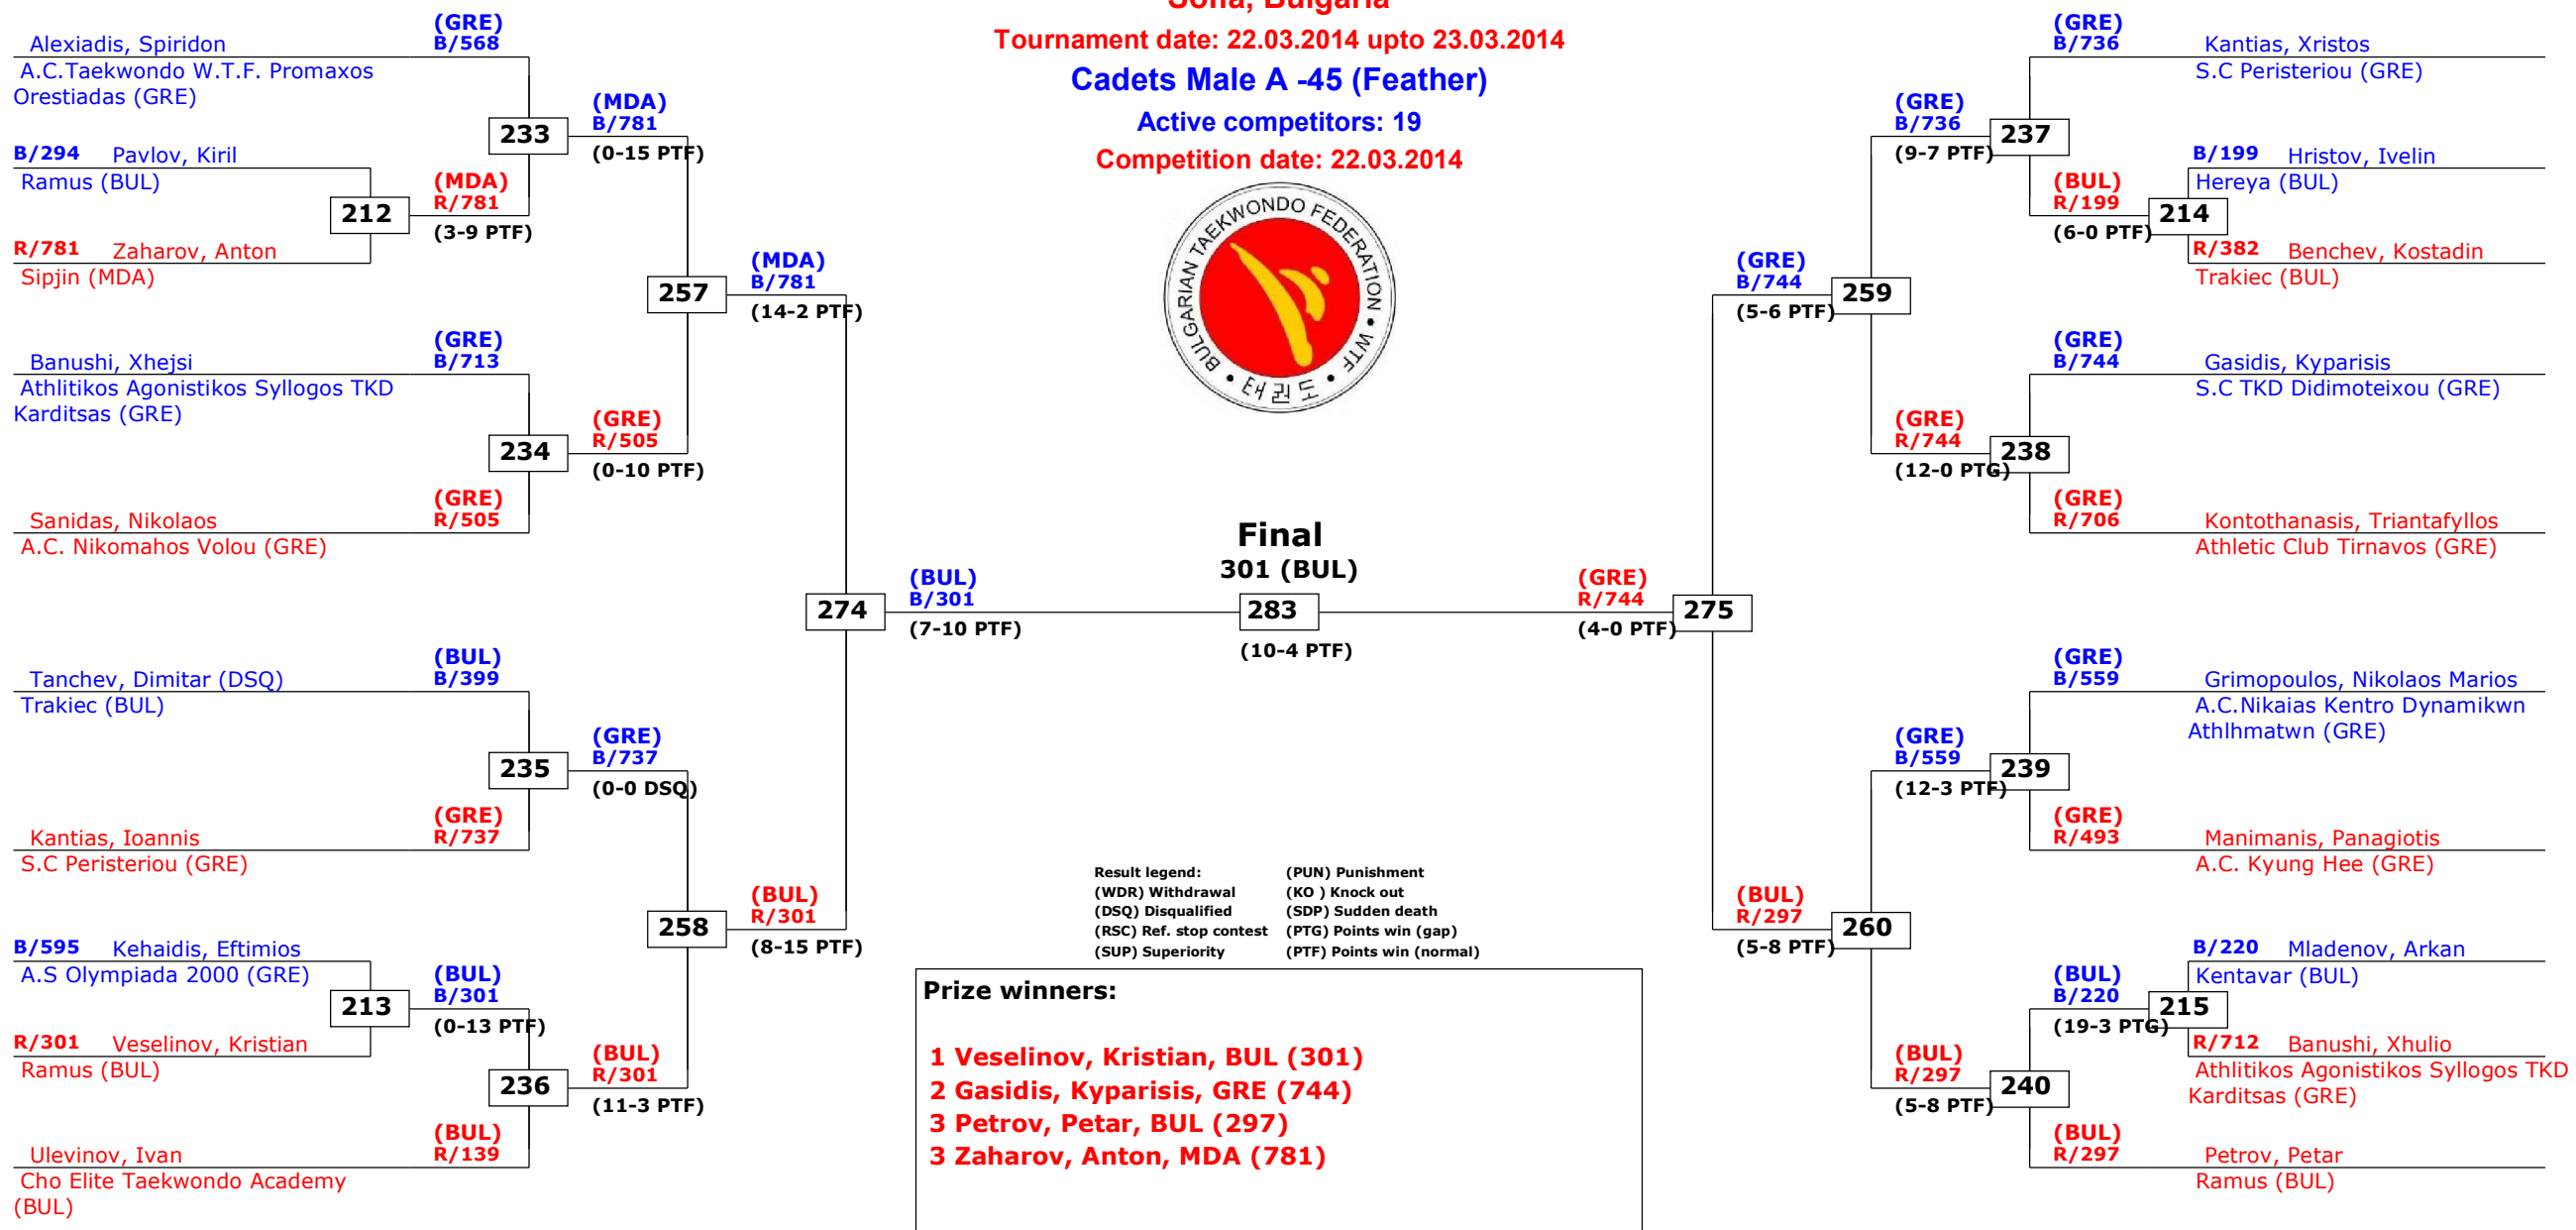 Sofia, Bulgaria
Tournament date: 22.03.2014 upto 23.03.2014
Cadets Male A -45 (Feather)
Active competitors: 19
Competition date: 22.03.2014
BULGARIAN TAEKWONDO FEDERATION • WTF •
태권도
(GRE)
Alexiadis, Spiridon B/568
A.C.Taekwondo W.T.F. Promaxos
Orestiadas (GRE)
233
(MDA)
B/781
(0-15 PTF)
B/294 Pavlov, Kiril
Ramus (BUL)
212
(MDA)
R/781
(3-9 PTF)
R/781 Zaharov, Anton
Sipjin (MDA)
257
(MDA)
B/781
(14-2 PTF)
(GRE)
Banushi, Xhejsi B/713
Athlitikos Agonistikos Syllogos TKD
Karditsas (GRE)
234
(GRE)
R/505
(0-10 PTF)
(GRE)
Sanidas, Nikolaos R/505
A.C. Nikomahos Volou (GRE)
274
(BUL)
B/301
(7-10 PTF)
(BUL)
Tanchev, Dimitar (DSQ) B/399
Trakiec (BUL)
235
(GRE)
B/737
(0-0 DSQ)
(GRE)
Kantias, Ioannis R/737
S.C Peristeriou (GRE)
258
(BUL)
R/301
(8-15 PTF)
B/595 Kehaidis, Eftimios
A.S Olympiada 2000 (GRE)
213
(BUL)
B/301
(0-13 PTF)
R/301 Veselinov, Kristian
Ramus (BUL)
236
(BUL)
R/301
(11-3 PTF)
(BUL)
Ulevinov, Ivan R/139
Cho Elite Taekwondo Academy
(BUL)
Final
301 (BUL)
283
(10-4 PTF)
(GRE)
B/736 Kantias, Xristos
S.C Peristeriou (GRE)
(GRE)
B/736
(9-7 PTF)
237
B/199 Hristov, Ivelin
Hereya (BUL)
(BUL)
R/199
(6-0 PTF)
214
R/382 Benchev, Kostadin
Trakiec (BUL)
(GRE)
B/744
(5-6 PTF)
259
(GRE)
B/744 Gasidis, Kyparisis
S.C TKD Didimoteixou (GRE)
(GRE)
R/744
(12-0 PTG)
238
(GRE)
R/706 Kontothanasis, Triantafyllos
Athletic Club Tirnavos (GRE)
(GRE)
R/744
(4-0 PTF)
275
(GRE)
B/559 Grimopoulos, Nikolaos Marios
A.C.Nikaias Kentro Dynamikwn
Athlhmatwn (GRE)
(GRE)
B/559
(12-3 PTF)
239
(GRE)
R/493 Manimanis, Panagiotis
A.C. Kyung Hee (GRE)
(BUL)
R/297
(5-8 PTF)
260
B/220 Mladenov, Arkan
Kentavar (BUL)
(BUL)
B/220
(19-3 PTG)
215
R/712 Banushi, Xhulio
Athlitikos Agonistikos Syllogos TKD
Karditsas (GRE)
(BUL)
R/297
(5-8 PTF)
240
(BUL)
R/297 Petrov, Petar
Ramus (BUL)
Result legend: (PUN) Punishment
(WDR) Withdrawal (KO ) Knock out
(DSQ) Disqualified (SDP) Sudden death
(RSC) Ref. stop contest (PTG) Points win (gap)
(SUP) Superiority (PTF) Points win (normal)
Prize winners:
1 Veselinov, Kristian, BUL (301)
2 Gasidis, Kyparisis, GRE (744)
3 Petrov, Petar, BUL (297)
3 Zaharov, Anton, MDA (781)